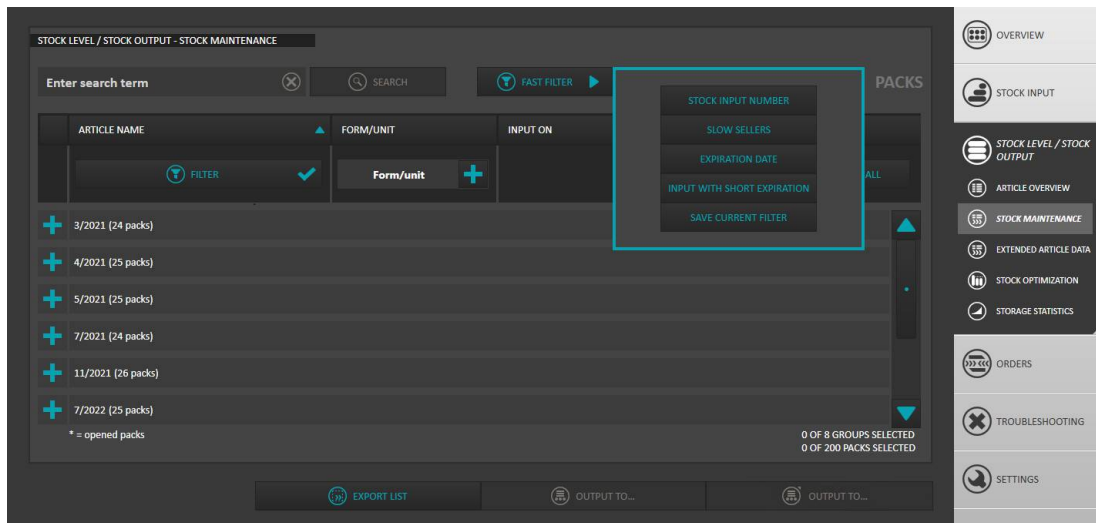 STOCK LEVEL / STOCK OUTPUT - STOCK MAINTENANCE
Enter search term
SEARCH
FAST FILTER
PACKS
STOCK INPUT NUMBER
SLOW SELLERS
EXPIRATION DATE
INPUT WITH SHORT EXPIRATION
SAVE CURRENT FILTER
ARTICLE NAME
FORM/UNIT
INPUT ON
FILTER
Form/unit
ALL
3/2021 (24 packs)
4/2021 (25 packs)
5/2021 (25 packs)
7/2021 (24 packs)
11/2021 (26 packs)
7/2022 (25 packs)
* = opened packs
0 OF 8 GROUPS SELECTED
0 OF 200 PACKS SELECTED
EXPORT LIST
OUTPUT TO...
OUTPUT TO...
OVERVIEW
STOCK INPUT
STOCK LEVEL / STOCK
OUTPUT
ARTICLE OVERVIEW
STOCK MAINTENANCE
EXTENDED ARTICLE DATA
STOCK OPTIMIZATION
STORAGE STATISTICS
ORDERS
TROUBLESHOOTING
SETTINGS